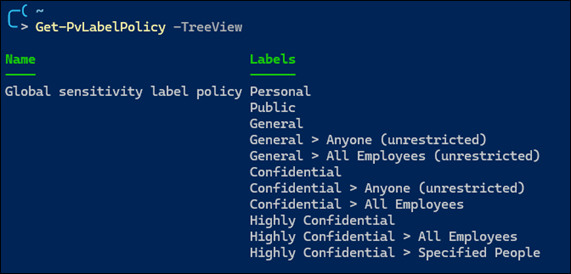 ~
> Get-PvLabelPolicy -TreeView
Name Labels
Global sensitivity label policy Personal
Public
General
General > Anyone (unrestricted)
General > All Employees (unrestricted)
Confidential
Confidential > Anyone (unrestricted)
Confidential > All Employees
Highly Confidential
Highly Confidential > All Employees
Highly Confidential > Specified People